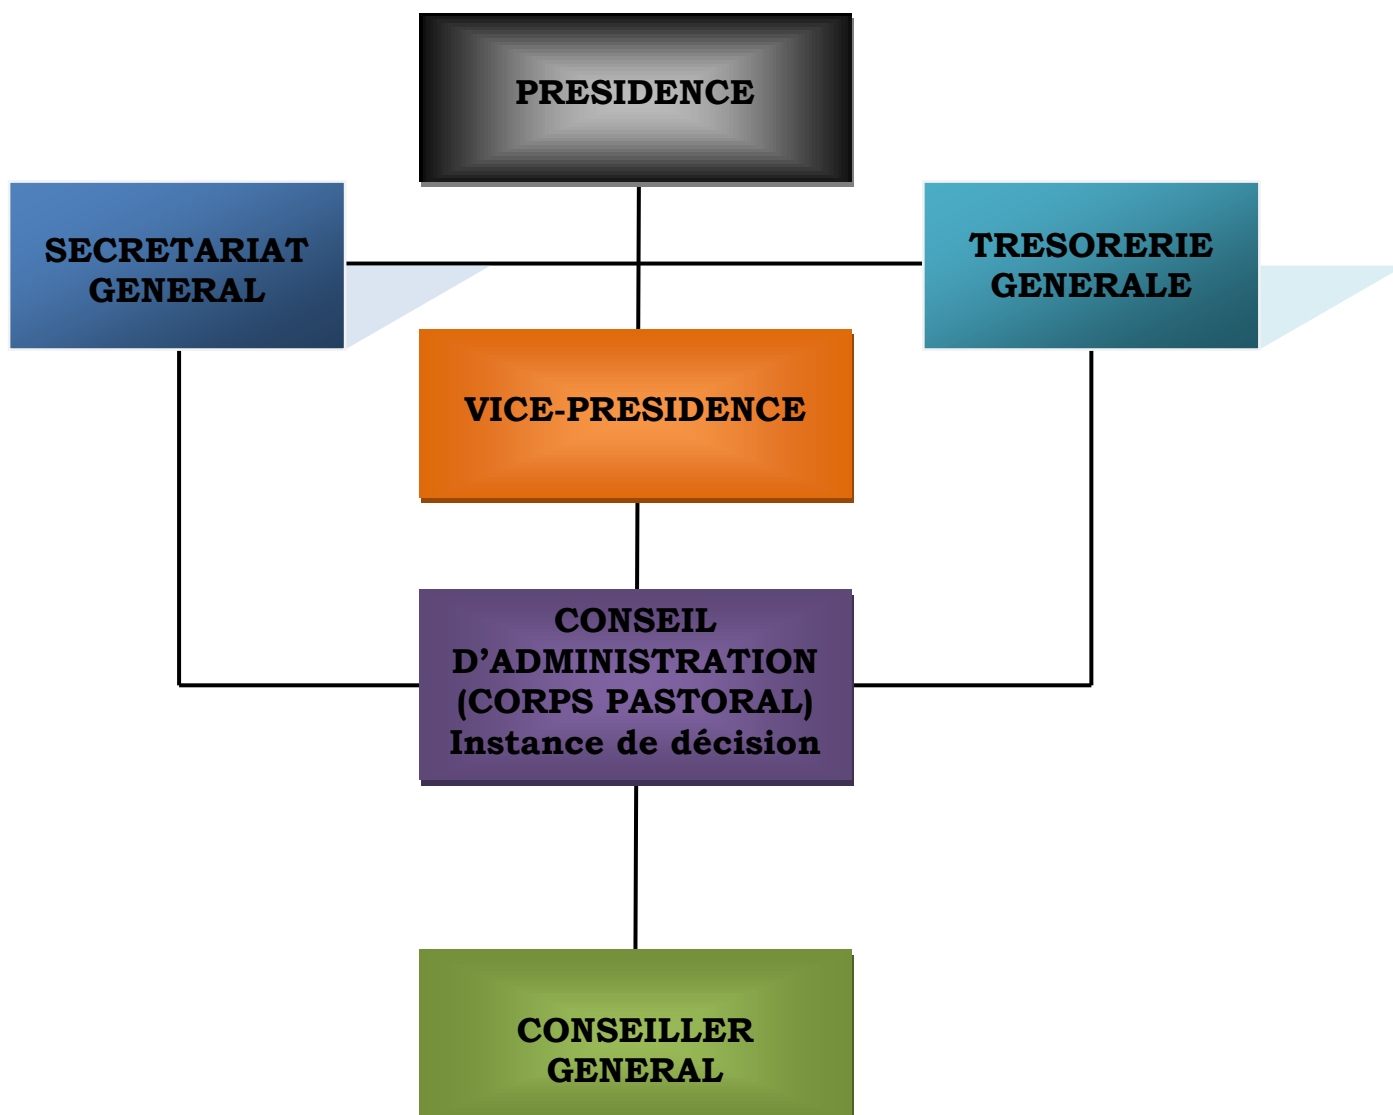 PRESIDENCE
SECRETARIAT
GENERAL
TRESORERIE
GENERALE
VICE-PRESIDENCE
CONSEIL
D’ADMINISTRATION
(CORPS PASTORAL)
Instance de décision
CONSEILLER
GENERAL